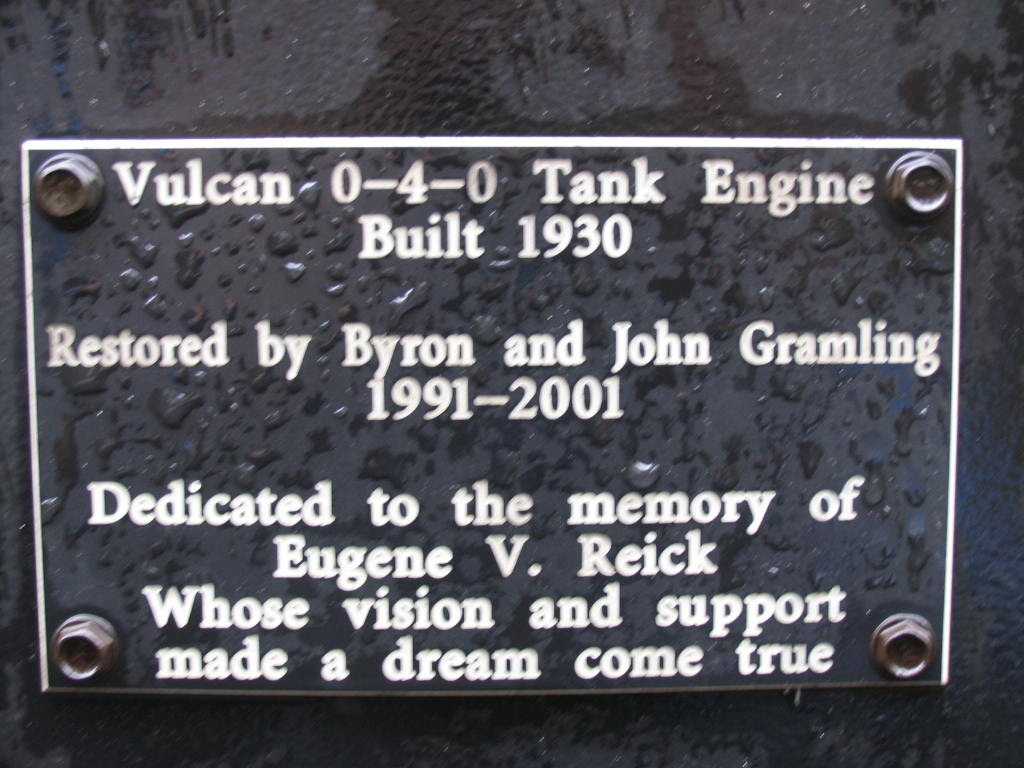 Vulcan 0-4-0 Tank Engine
Built 1930
Restored by Byron and John Gramling
1991-2001
Dedicated to the memory of
Eugene V. Reick
Whose vision and support
made a dream come true